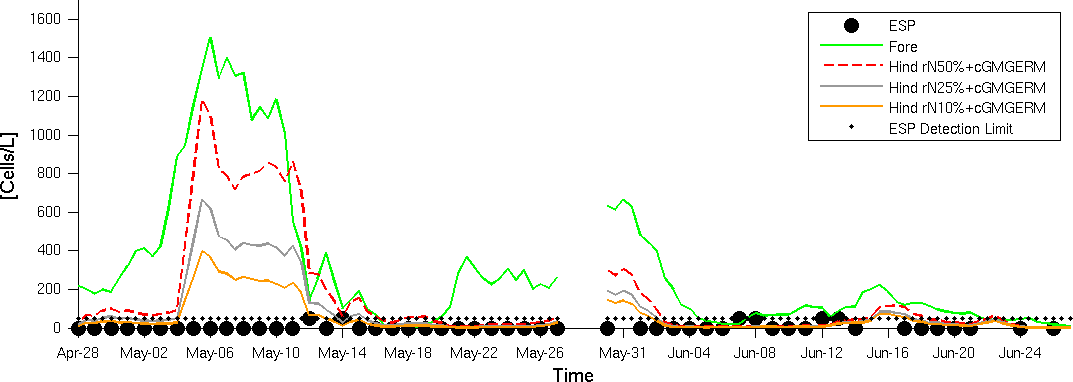 1600
1400
1200
1000
800
600
400
200
0
[Cells/L]
ESP
Fore
Hind rN50%+cGMGERM
Hind rN25%+cGMGERM
Hind rN10%+cGMGERM
ESP Detection Limit
Apr-28 May-02 May-06 May-10 May-14 May-18 May-22 May-26 May-31 Jun-04 Jun-08 Jun-12 Jun-16 Jun-20 Jun-24
Time